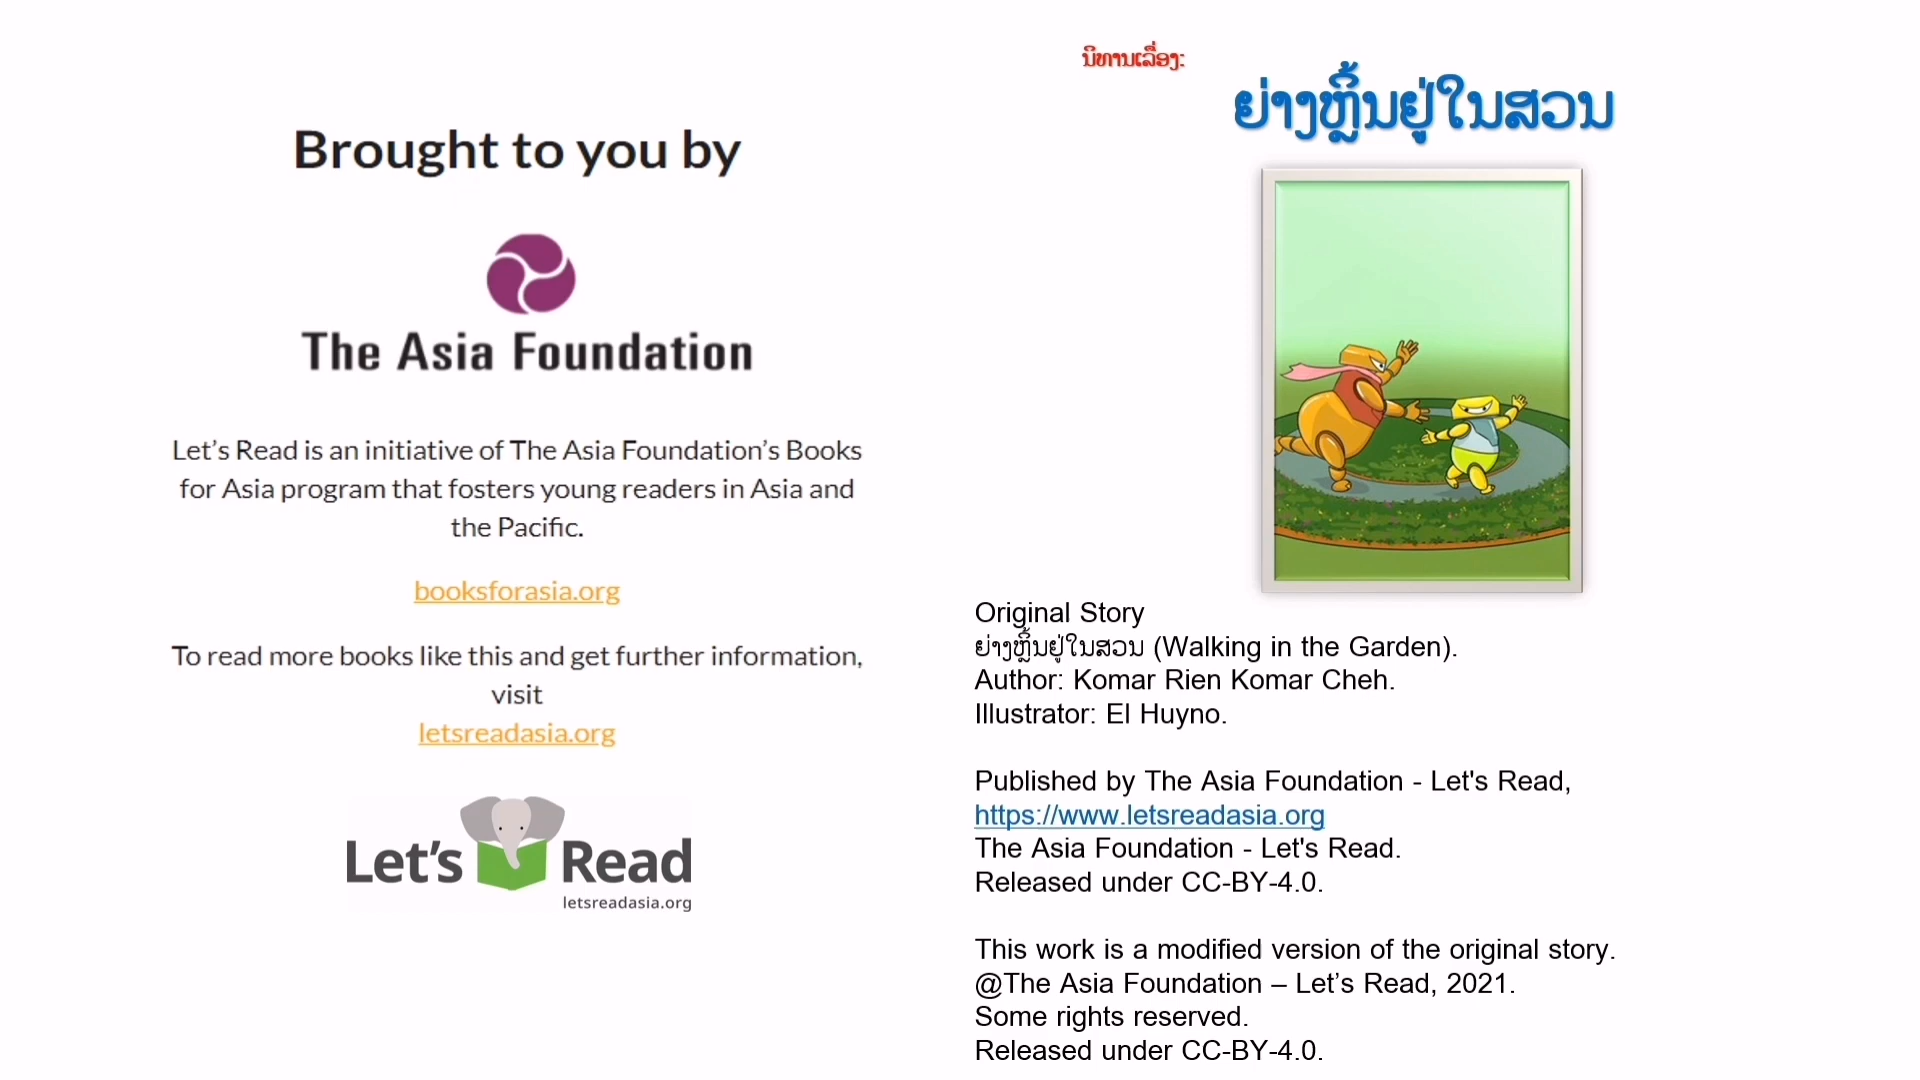 Brought to you by
The Asia Foundation
Let’s Read is an initiative of The Asia Foundation’s Books
for Asia program that fosters young readers in Asia and
the Pacific.
booksforasia.org
To read more books like this and get further information,
visit
letsreadasia.org
Let’s Read
letsreadasia.org
ນິທານເລື່ອງ:
ຍ່າງຫຼິ້ນຢູ່ໃນສວນ
Original Story
ຍ່າງຫຼິ້ນຢູ່ໃນສວນ (Walking in the Garden).
Author: Komar Rien Komar Cheh.
Illustrator: El Huyno.
Published by The Asia Foundation - Let's Read,
https://www.letsreadasia.org
The Asia Foundation - Let's Read.
Released under CC-BY-4.0.
This work is a modified version of the original story.
@The Asia Foundation – Let’s Read, 2021.
Some rights reserved.
Released under CC-BY-4.0.